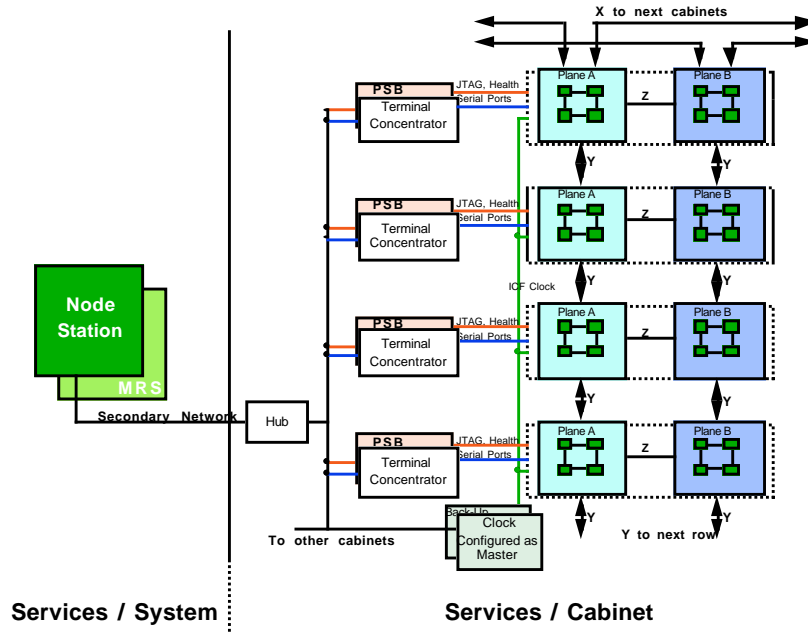 X to next cabinets
PSB
Terminal
Concentrator
JTAG, Health
Serial Ports
Plane A
Z
Plane B
Y
Y
PSB
Terminal
Concentrator
JTAG, Health
Serial Ports
Plane A
Z
Plane B
ICF Clock
Y
Y
PSB
Terminal
Concentrator
JTAG, Health
Serial Ports
Plane A
Z
Plane B
Node
Station
MRS
Y
Y
Secondary Network
Hub
PSB
Terminal
Concentrator
JTAG, Health
Serial Ports
Plane A
Z
Plane B
Back-Up
Clock
Configured as
Master
Y
Y
Y to next row
To other cabinets
Services / System
Services / Cabinet